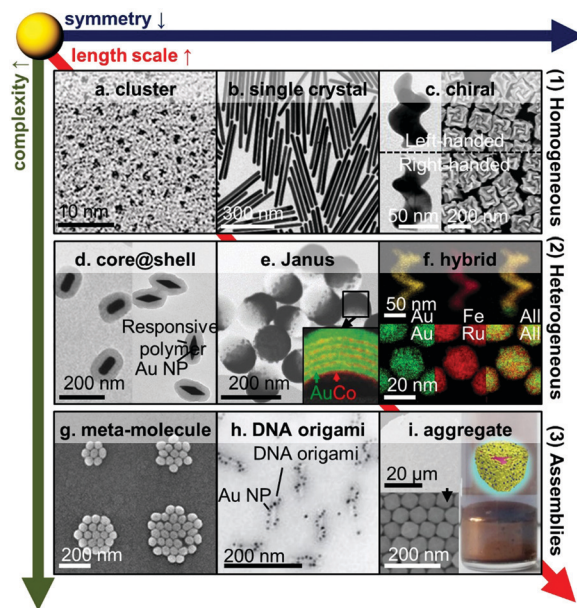 symmetry ↓
length scale ↑
complexity ↑
(1) Homogeneous
a. cluster
10 nm
b. single crystal
300 nm
c. chiral
Left-handed
Right-handed
50 nm
200 nm
(2) Heterogeneous
d. core@shell
Responsive
polymer
Au NP
200 nm
e. Janus
AuCo
200 nm
f. hybrid
50 nm
Au Fe All
Au Ru All
20 nm
(3) Assemblies
g. meta-molecule
200 nm
h. DNA origami
DNA origami
Au NP
200 nm
i. aggregate
20 µm
200 nm